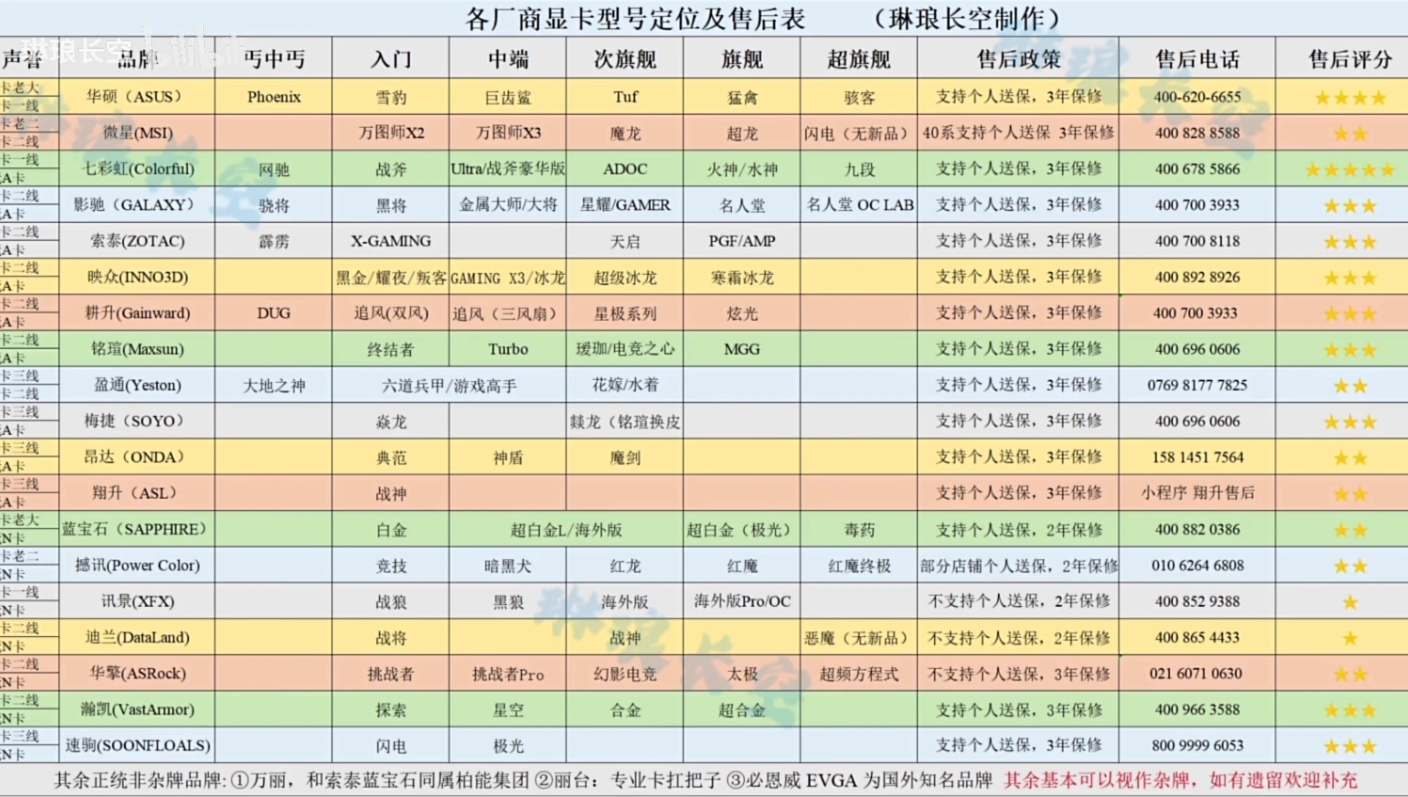 各厂商显卡型号定位及售后表 （琳琅长空制作）
声誉 品牌 丐中丐 入门 中端 次旗舰 旗舰 超旗舰 售后政策 售后电话 售后评分
卡老大
卡一线
华硕（ASUS） Phoenix 雪豹 巨齿鲨 Tuf 猛禽 骇客 支持个人送保，3年保修 400-620-6655 ★★★★
卡老二
卡二线
微星(MSI) 万图师X2 万图师X3 魔龙 超龙 闪电（无新品） 40系支持个人送保 3年保修 400 828 8588 ★★
卡一线
A卡
七彩虹(Colorful) 网驰 战斧 Ultra/战斧豪华版 ADOC 火神/水神 九段 支持个人送保，3年保修 400 678 5866 ★★★★★
卡二线
A卡
影驰（GALAXY） 骁将 黑将 金属大师/大将 星耀/GAMER 名人堂 名人堂 OC LAB 支持个人送保，3年保修 400 700 3933 ★★★
卡二线
A卡
索泰(ZOTAC) 霹雳 X-GAMING 天启 PGF/AMP 支持个人送保，3年保修 400 700 8118 ★★★
卡二线
A卡
映众(INNO3D) 黑金/耀夜/叛客 GAMING X3/冰龙 超级冰龙 寒霜冰龙 支持个人送保，3年保修 400 892 8926 ★★★
卡二线
A卡
耕升(Gainward) DUG 追风(双风) 追风（三风扇） 星极系列 炫光 支持个人送保，3年保修 400 700 3933 ★★★
卡二线
A卡
铭瑄(Maxsun) 终结者 Turbo 瑷珈/电竞之心 MGG 支持个人送保，3年保修 400 696 0606 ★★★
卡三线
卡二线
盈通(Yeston) 大地之神 六道兵甲/游戏高手 花嫁/水着 支持个人送保，3年保修 0769 8177 7825 ★★
卡三线
A卡
梅捷（SOYO） 焱龙 燚龙（铭瑄换皮 支持个人送保，3年保修 400 696 0606 ★★★
卡三线
A卡
昂达（ONDA） 典范 神盾 魔剑 支持个人送保，3年保修 158 1451 7564 ★★
卡三线
A卡
翔升（ASL） 战神 支持个人送保，3年保修 小程序 翔升售后 ★★
卡老大
N卡
蓝宝石（SAPPHIRE） 白金 超白金L/海外版 超白金（极光） 毒药 支持个人送保，2年保修 400 882 0386 ★★
卡老二
N卡
撼讯(Power Color) 竞技 暗黑犬 红龙 红魔 红魔终极 部分店铺个人送保，2年保修 010 6264 6808 ★★
卡一线
N卡
讯景(XFX) 战狼 黑狼 海外版 海外版Pro/OC 不支持个人送保，2年保修 400 852 9388 ★
卡二线
N卡
迪兰(DataLand) 战将 战神 恶魔（无新品） 不支持个人送保，2年保修 400 865 4433 ★
卡二线
N卡
华擎(ASRock) 挑战者 挑战者Pro 幻影电竞 太极 超频方程式 不支持个人送保，3年保修 021 6071 0630 ★★
卡二线
N卡
瀚凯(VastArmor) 探索 星空 合金 超合金 支持个人送保，3年保修 400 966 3588 ★★★
卡三线
N卡
速驹(SOONFLOALS) 闪电 极光 支持个人送保，3年保修 800 9999 6053 ★★★
其余正统非杂牌品牌: ①万丽，和索泰蓝宝石同属柏能集团 ②丽台：专业卡扛把子 ③必恩威 EVGA 为国外知名品牌 其余基本可以视作杂牌，如有遗留欢迎补充
琳琅长空 bilibili
琳琅长空
琳琅长空
琳琅长空